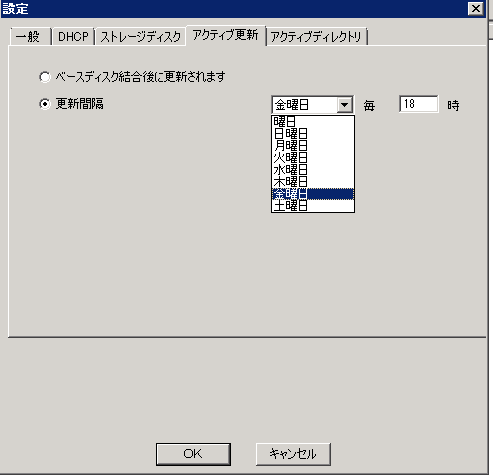 設定
一般 DHCP ストレージディスク アクティブ更新 アクティブディレクトリ
ベースディスク結合後に更新されます
更新間隔 金曜日 毎 18 時
曜日
日曜日
月曜日
火曜日
水曜日
木曜日
金曜日
土曜日
OK キャンセル